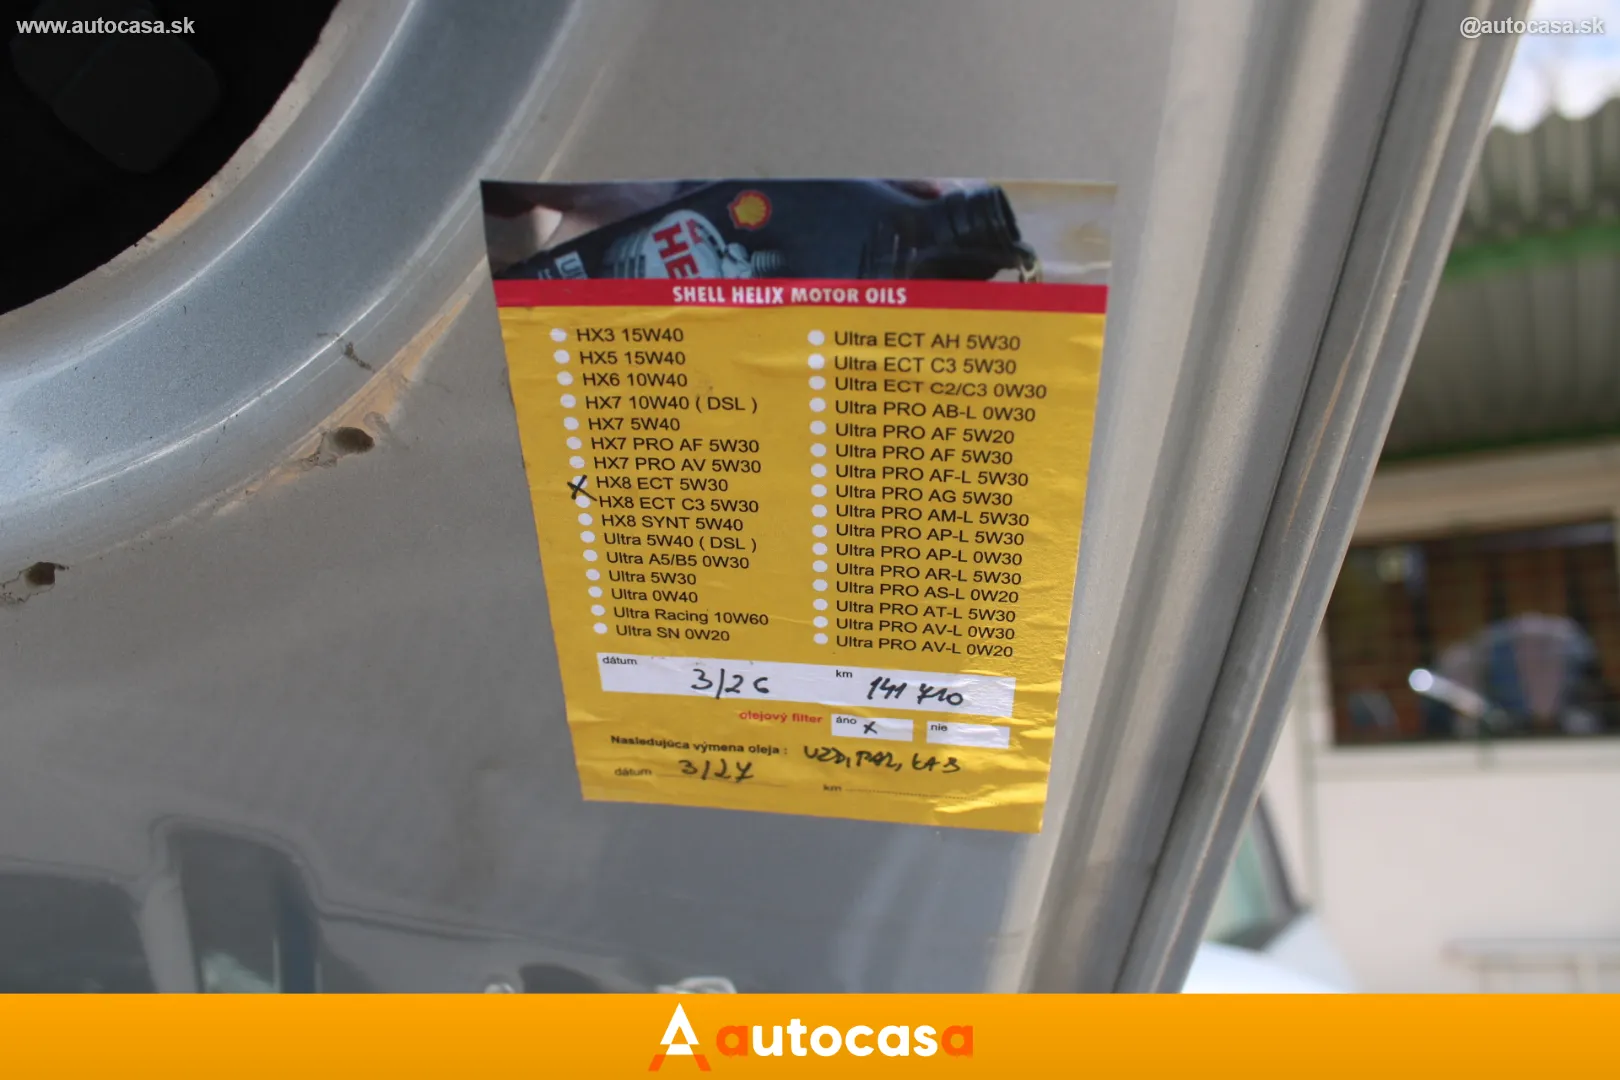 www.autocasa.sk
@autocasa.sk
HE
SHELL HELIX MOTOR OILS
HX3 15W40
HX5 15W40
HX6 10W40
HX7 10W40 ( DSL )
HX7 5W40
HX7 PRO AF 5W30
HX7 PRO AV 5W30
X HX8 ECT 5W30
HX8 ECT C3 5W30
HX8 SYNT 5W40
Ultra 5W40 ( DSL )
Ultra A5/B5 0W30
Ultra 5W30
Ultra 0W40
Ultra Racing 10W60
Ultra SN 0W20
Ultra ECT AH 5W30
Ultra ECT C3 5W30
Ultra ECT C2/C3 0W30
Ultra PRO AB-L 0W30
Ultra PRO AF 5W20
Ultra PRO AF 5W30
Ultra PRO AF-L 5W30
Ultra PRO AG 5W30
Ultra PRO AM-L 5W30
Ultra PRO AP-L 5W30
Ultra PRO AP-L 0W30
Ultra PRO AR-L 5W30
Ultra PRO AS-L 0W20
Ultra PRO AT-L 5W30
Ultra PRO AV-L 0W30
Ultra PRO AV-L 0W20
dátum 3/26 km 141 710
olejový filter áno X nie
Nasledujúca výmena oleja :
dátum 3/27 km
autocasa